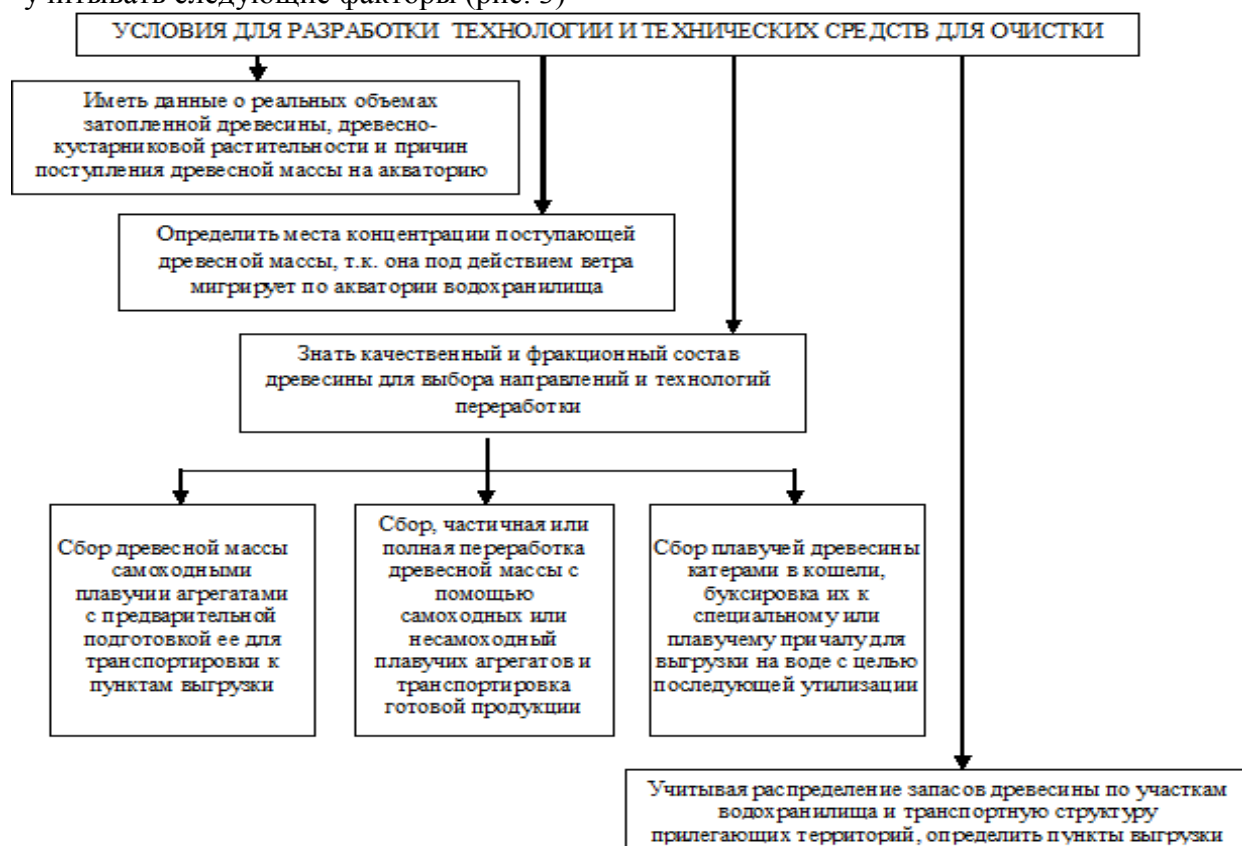 учитывать следующие факторы (рис. 3)
УСЛОВИЯ ДЛЯ РАЗРАБОТКИ ТЕХНОЛОГИИ И ТЕХНИЧЕСКИХ СРЕДСТВ ДЛЯ ОЧИСТКИ
Иметь данные о реальных объемах
затопленной древесины, древесно-
кустарниковой растительности и причин
поступления древесной массы на акваторию
Определить места концентрации поступающей
древесной массы, т.к. она под действием ветра
мигрирует по акватории водохранилища
Знать качественный и фракционный состав
древесины для выбора направлений и технологий
переработки
Сбор древесной массы
самоходными
плавучии агрегатами
с предварительной
подготовкой ее для
транспортировки к
пунктам выгрузки
Сбор, частичная или
полная переработка
древесной массы с
помощью
самоходных или
несамоходный
плавучих агрегатов и
транспортировка
готовой продукции
Сбор плавучей древесины
катерами в кошели,
буксировка их к
специальному или
плавучему причалу для
выгрузки на воде с целью
последующей утилизации
Учитывая распределение запасов древесины по участкам
водохранилища и транспортную структуру
прилегающих территорий, определить пункты выгрузки